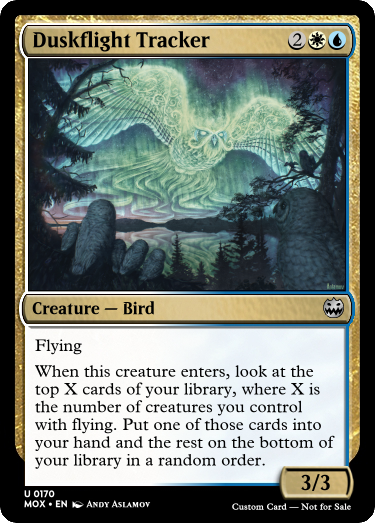 Duskflight Tracker 2
Creature — Bird
Flying
When this creature enters, look at the
top X cards of your library, where X is
the number of creatures you control
with flying. Put one of those cards into
your hand and the rest on the bottom of
your library in a random order.
3/3
U 0170
MOX • EN Andy Aslamov
Custom Card — Not for Sale